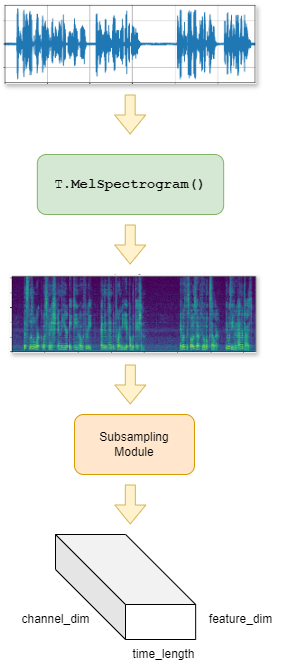 T.MelSpectrogram()
Subsampling
Module
channel_dim
feature_dim
time_length